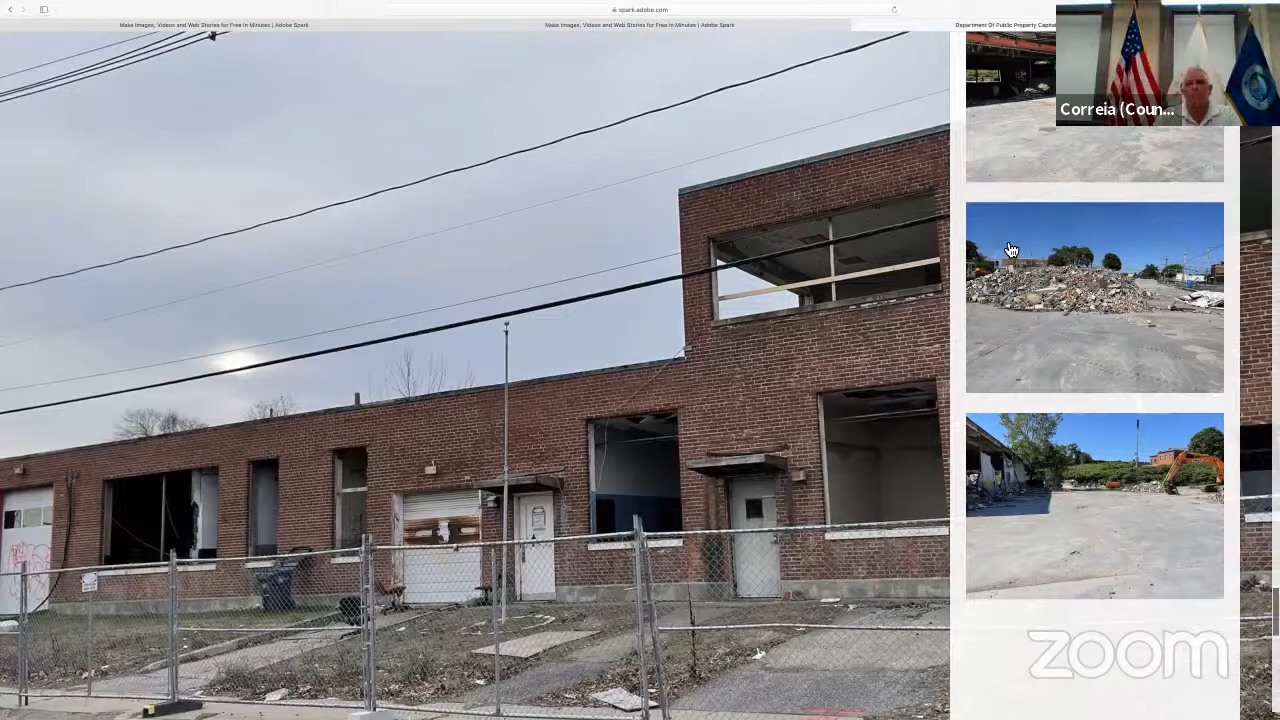 spark.adobe.com
Make Images, Videos and Web Stories for Free in Minutes | Adobe Spark
Make Images, Videos and Web Stories for Free in Minutes | Adobe Spark
Department Of Public Property Capita
Correia (Coun...
zoom